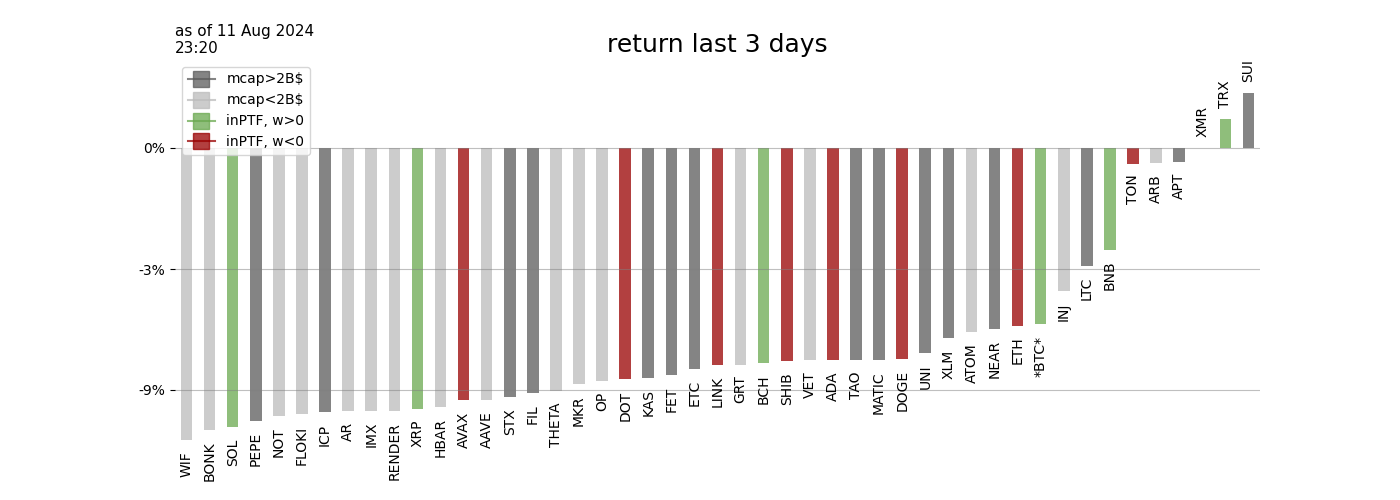 as of 11 Aug 2024
23:20
return last 3 days
mcap>2B$
mcap<2B$
inPTF, w>0
inPTF, w<0
0%
-3%
-9%
WIF
BONK
SOL
PEPE
NOT
FLOKI
ICP
AR
IMX
RENDER
XRP
HBAR
AVAX
AAVE
STX
FIL
THETA
MKR
OP
DOT
KAS
FET
ETC
LINK
GRT
BCH
SHIB
VET
ADA
TAO
MATIC
DOGE
UNI
XLM
ATOM
NEAR
ETH
*BTC*
INJ
LTC
BNB
TON
ARB
APT
XMR
TRX
SUI